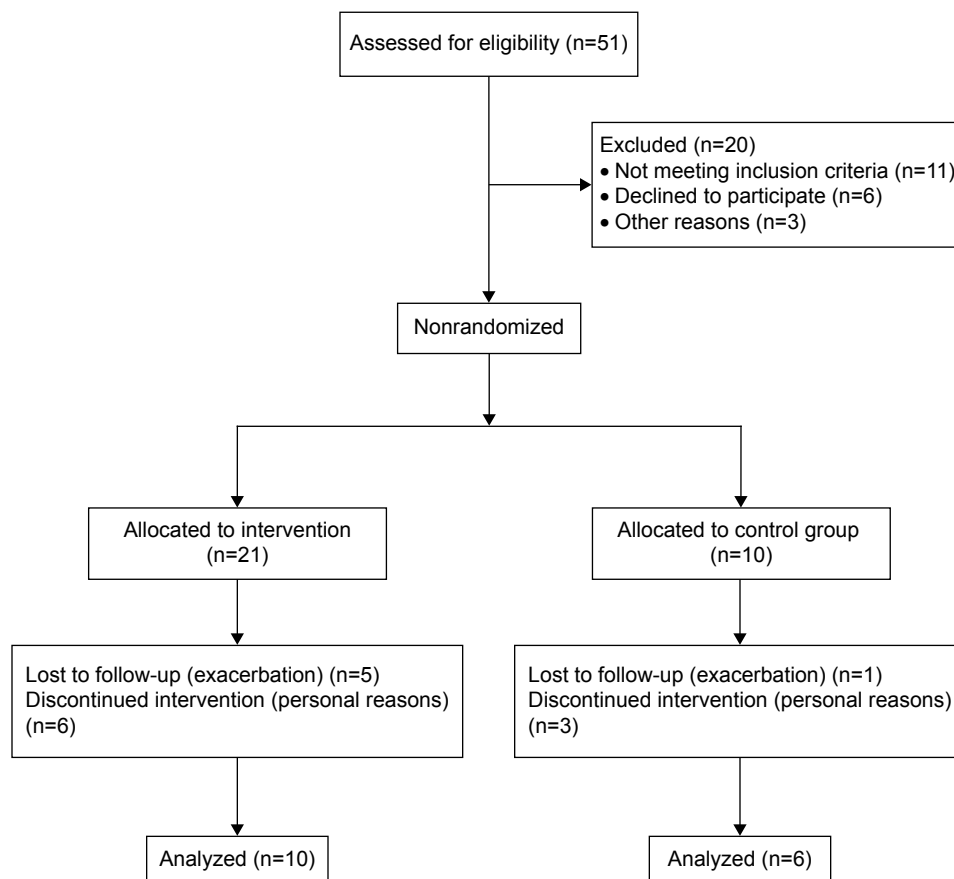 Assessed for eligibility (n=51)
Excluded (n=20)
• Not meeting inclusion criteria (n=11)
• Declined to participate (n=6)
• Other reasons (n=3)
Nonrandomized
Allocated to intervention
(n=21)
Allocated to control group
(n=10)
Lost to follow-up (exacerbation) (n=5)
Discontinued intervention (personal reasons)
(n=6)
Lost to follow-up (exacerbation) (n=1)
Discontinued intervention (personal reasons)
(n=3)
Analyzed (n=10)
Analyzed (n=6)